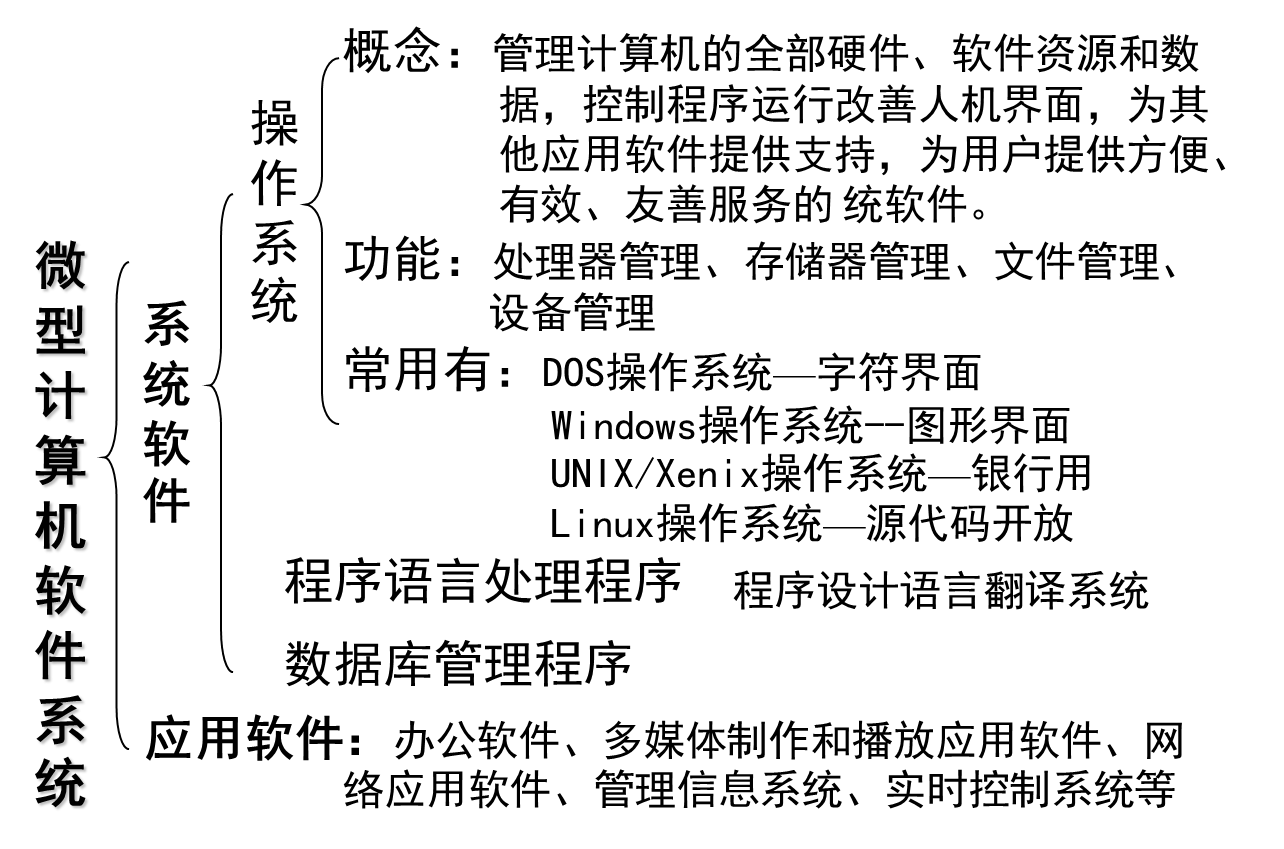 微型计算机软件系统
系统软件
操作系统
概念：管理计算机的全部硬件、软件资源和数
据，控制程序运行改善人机界面，为其
他应用软件提供支持，为用户提供方便、
有效、友善服务的 统软件。
功能：处理器管理、存储器管理、文件管理、
设备管理
常用有：DOS操作系统—字符界面
Windows操作系统--图形界面
UNIX/Xenix操作系统—银行用
Linux操作系统—源代码开放
程序语言处理程序 程序设计语言翻译系统
数据库管理程序
应用软件：办公软件、多媒体制作和播放应用软件、网
络应用软件、管理信息系统、实时控制系统等